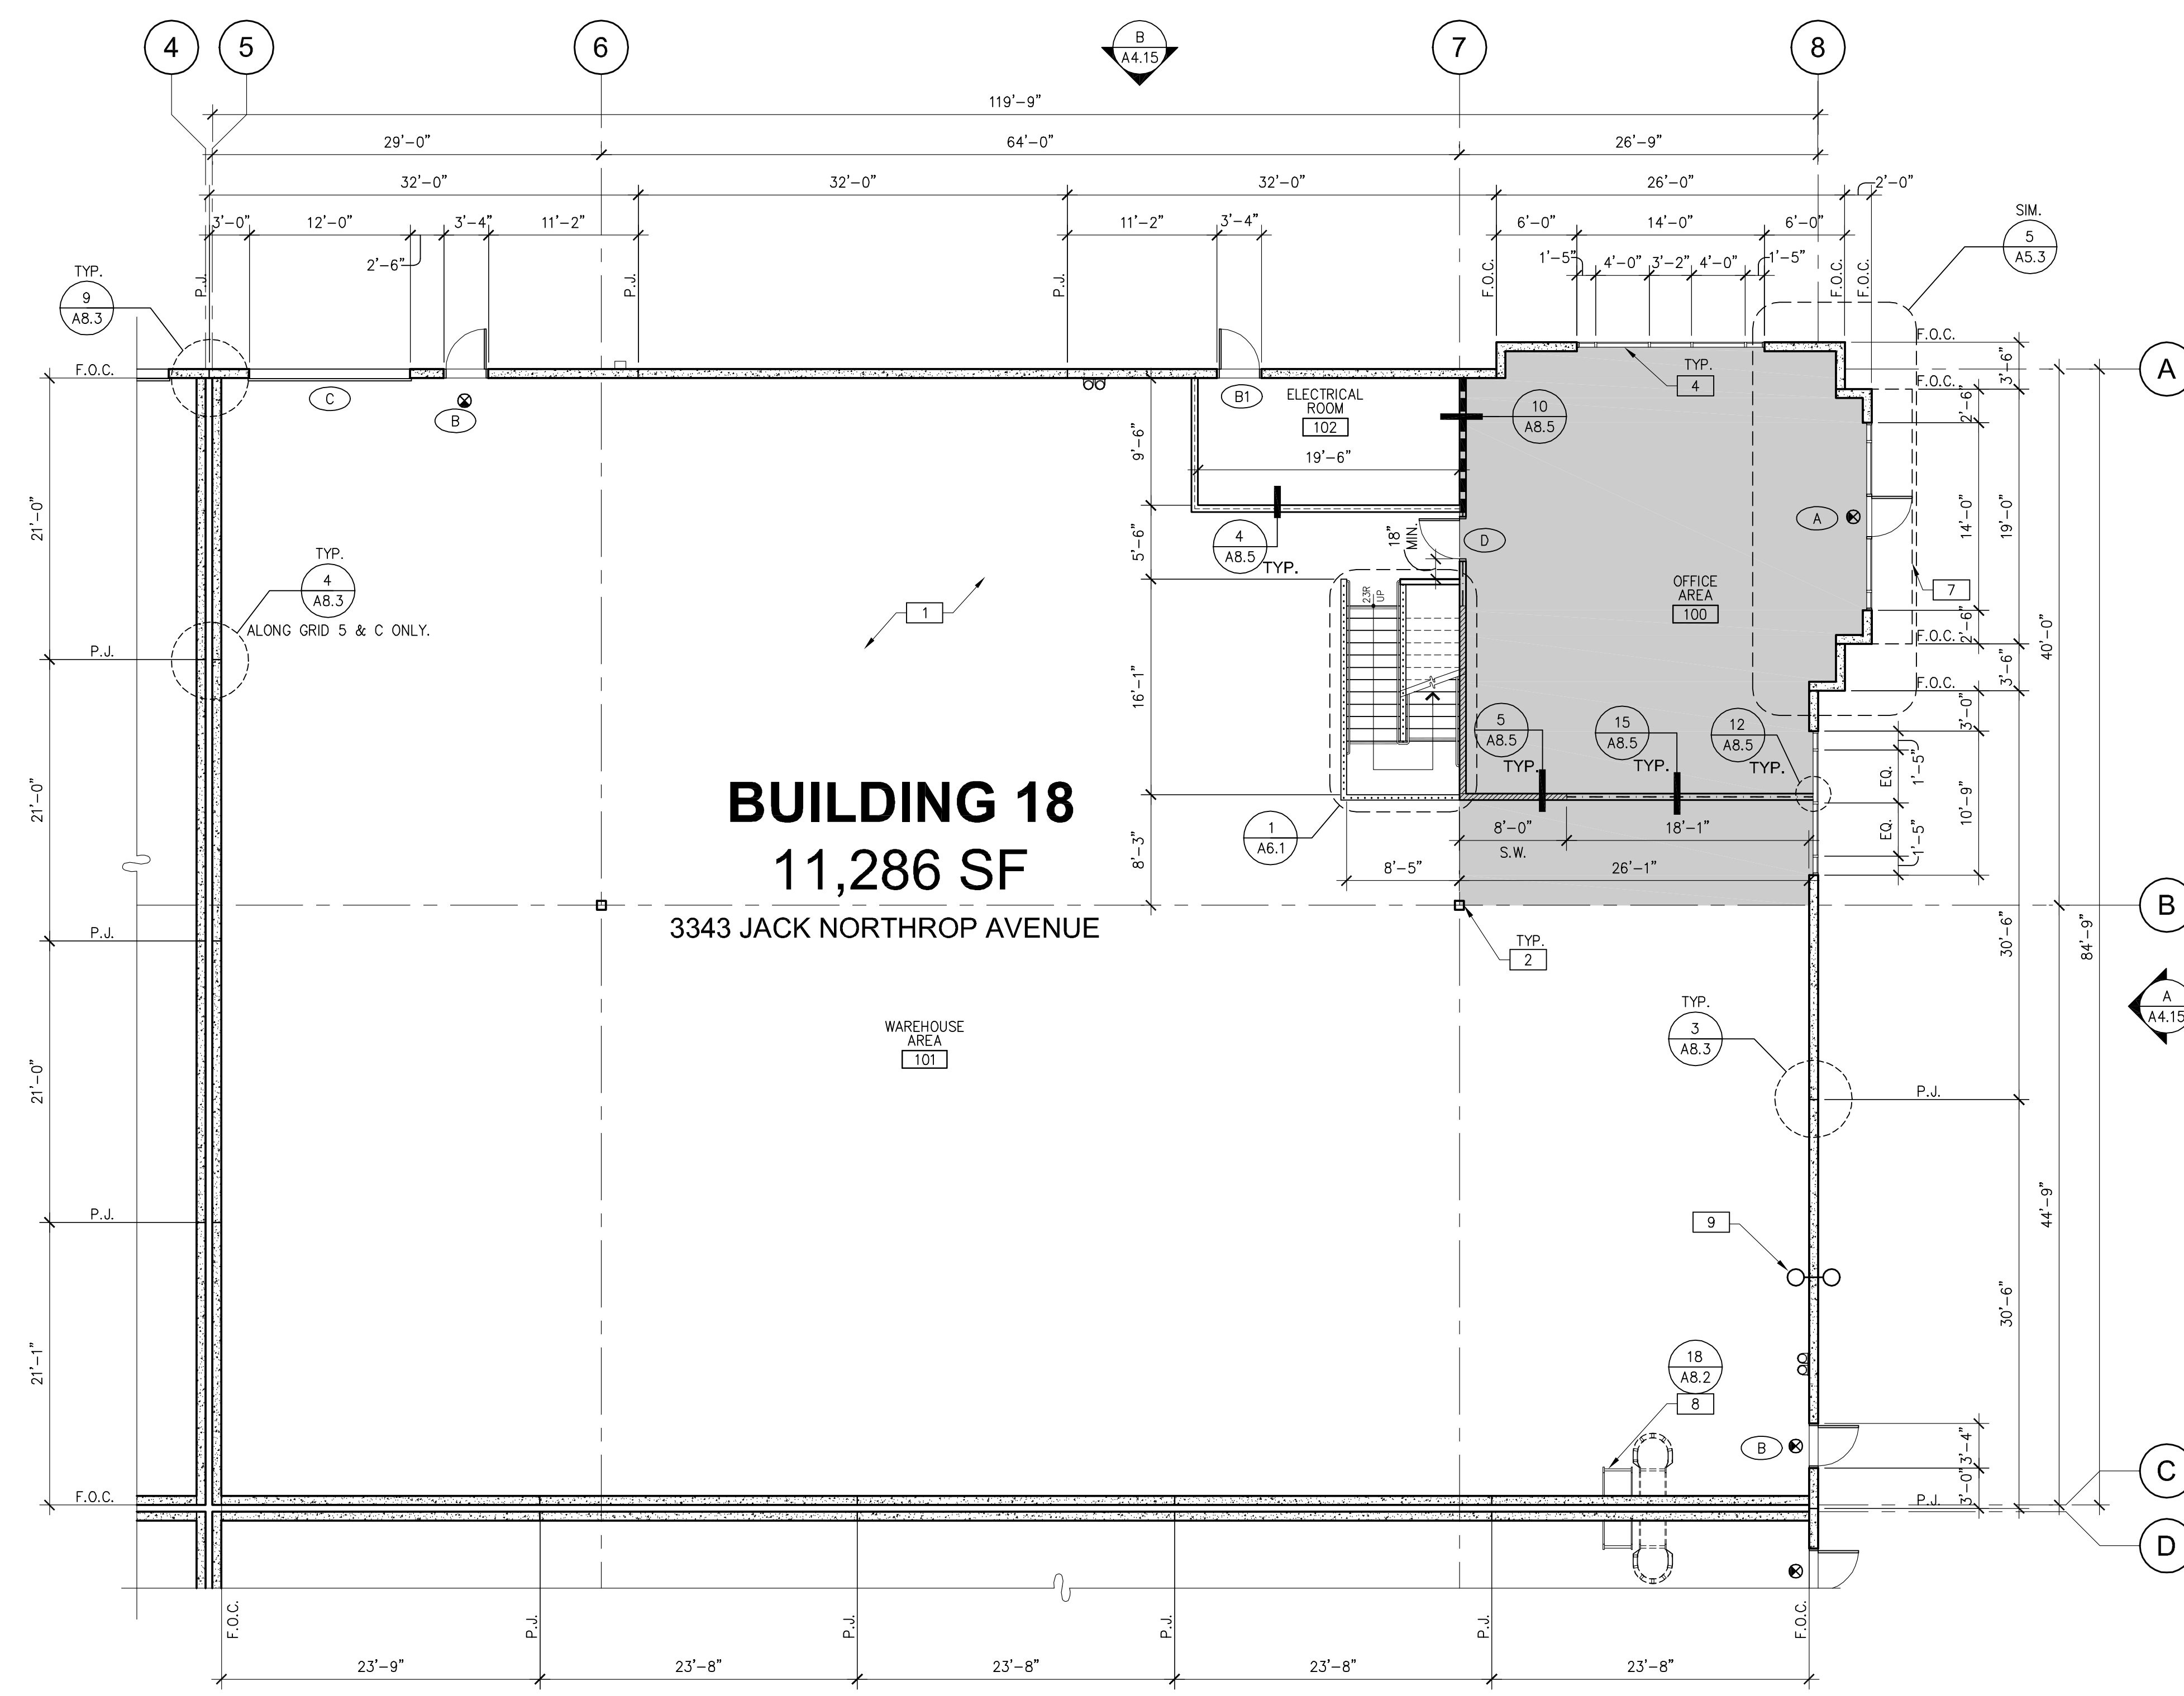 4
5
6
B
A4.15
7
8
119'-9"
29'-0"
64'-0"
26'-9"
32'-0"
32'-0"
32'-0"
26'-0"
2'-0"
3'-0"
12'-0"
3'-4"
11'-2"
11'-2"
3'-4"
6'-0"
14'-0"
6'-0"
2'-6"
1'-5"
4'-0"
3'-2"
4'-0"
1'-5"
SIM.
5
A5.3
TYP.
9
A8.3
P.J.
P.J.
P.J.
F.O.C.
F.O.C.
F.O.C.
F.O.C.
F.O.C.
A
F.O.C.
3'-6"
C
B
B1
ELECTRICAL
ROOM
102
TYP.
4
10
A8.5
2'-6"
9'-6"
19'-6"
21'-0"
A
14'-0"
19'-0"
4
A8.5
TYP.
18"
MIN.
D
5'-6"
TYP.
4
A8.3
ALONG GRID 5 & C ONLY.
1
23R
UP
OFFICE
AREA
100
7
P.J.
F.O.C.
2'-6"
40'-0"
16'-1"
3'-6"
F.O.C.
3'-0"
5
A8.5
TYP.
15
A8.5
TYP.
12
A8.5
TYP.
21'-0"
BUILDING 18
11,286 SF
3343 JACK NORTHROP AVENUE
EQ.
1'-5"
10'-9"
EQ.
1'-5"
1
A6.1
8'-3"
8'-0"
18'-1"
S.W.
8'-5"
26'-1"
B
P.J.
TYP.
2
30'-6"
84'-9"
WAREHOUSE
AREA
101
TYP.
3
A8.3
A
A4.15
21'-0"
P.J.
P.J.
9
44'-9"
30'-6"
21'-1"
18
A8.2
8
B
3'-4"
C
F.O.C.
P.J.
3'-0"
D
F.O.C.
P.J.
P.J.
P.J.
P.J.
F.O.C.
23'-9"
23'-8"
23'-8"
23'-8"
23'-8"